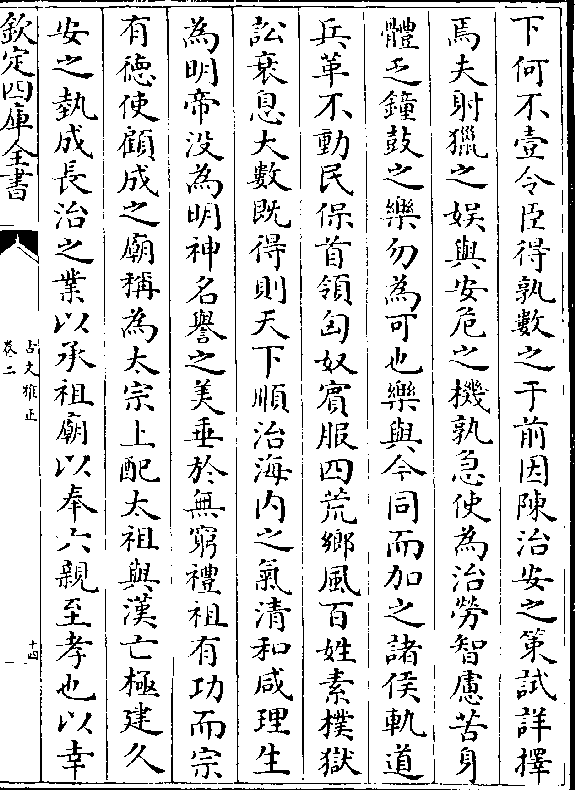 下何不壹令臣得孰數之于前因陳治安之策試詳擇
焉夫射獵之娱與安危之機孰急使為治勞智慮苦身
體乏鐘鼓之樂勿為可也樂與今同而加之諸侯軌道
兵革不動民保首領匈奴賓服四荒鄉風百姓素樸獄
訟衰息大數既得則天下順治海内之氣清和咸理生
為明帝没為明神名譽之美垂於無窮禮祖有功而宗
有徳使顧成之廟稱為太宗上配太祖與漢亡極建久
安之埶成長治之業以承祖廟以奉六親至孝也以幸
欽定四庫全書
古文雅正
卷二
十四